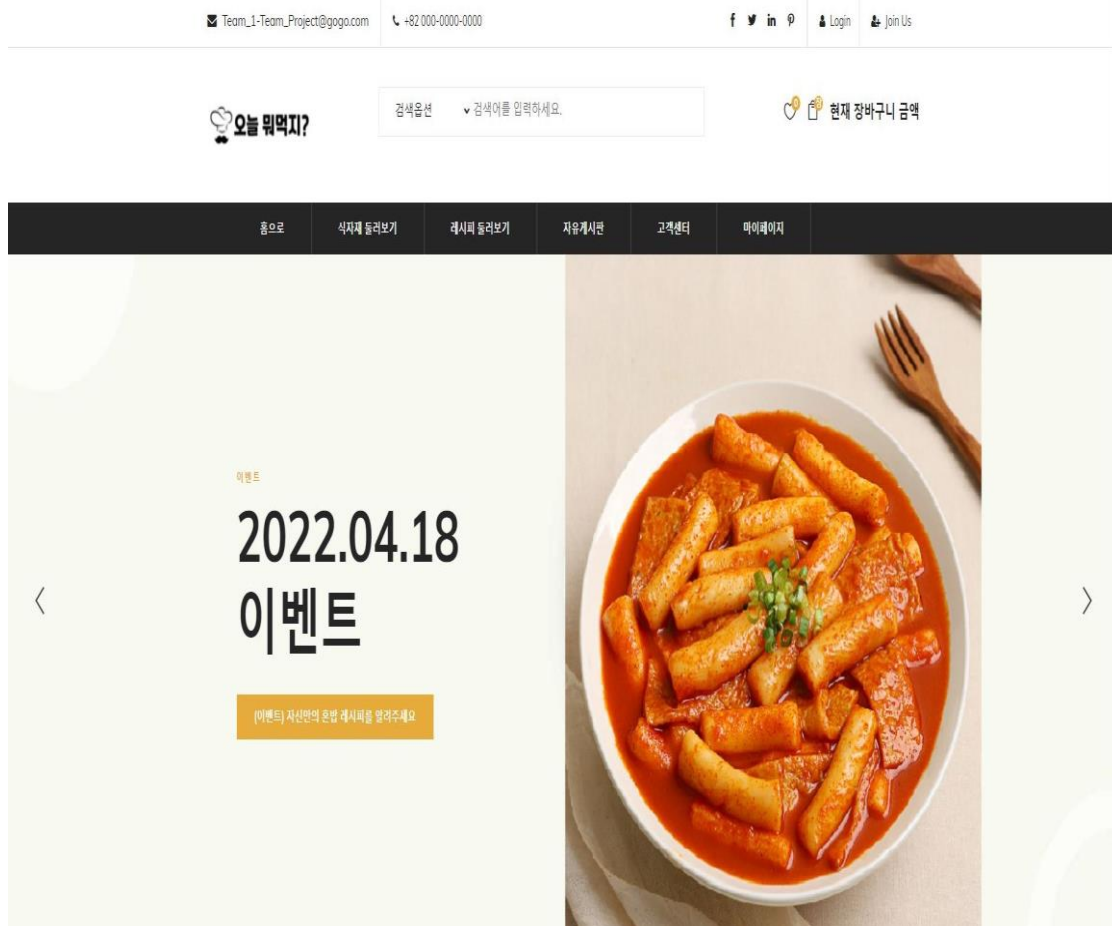 Team_1-Team_Project@gogo.com
+82 000-0000-0000
Login
Join Us
오늘 뭐먹지?
검색옵션
검색어를 입력하세요.
현재 장바구니 금액
홈으로
식자재 둘러보기
레시피 둘러보기
자유게시판
고객센터
마이페이지
이벤트
2022.04.18
이벤트
[이벤트] 자신만의 혼밥 레시피를 알려주세요